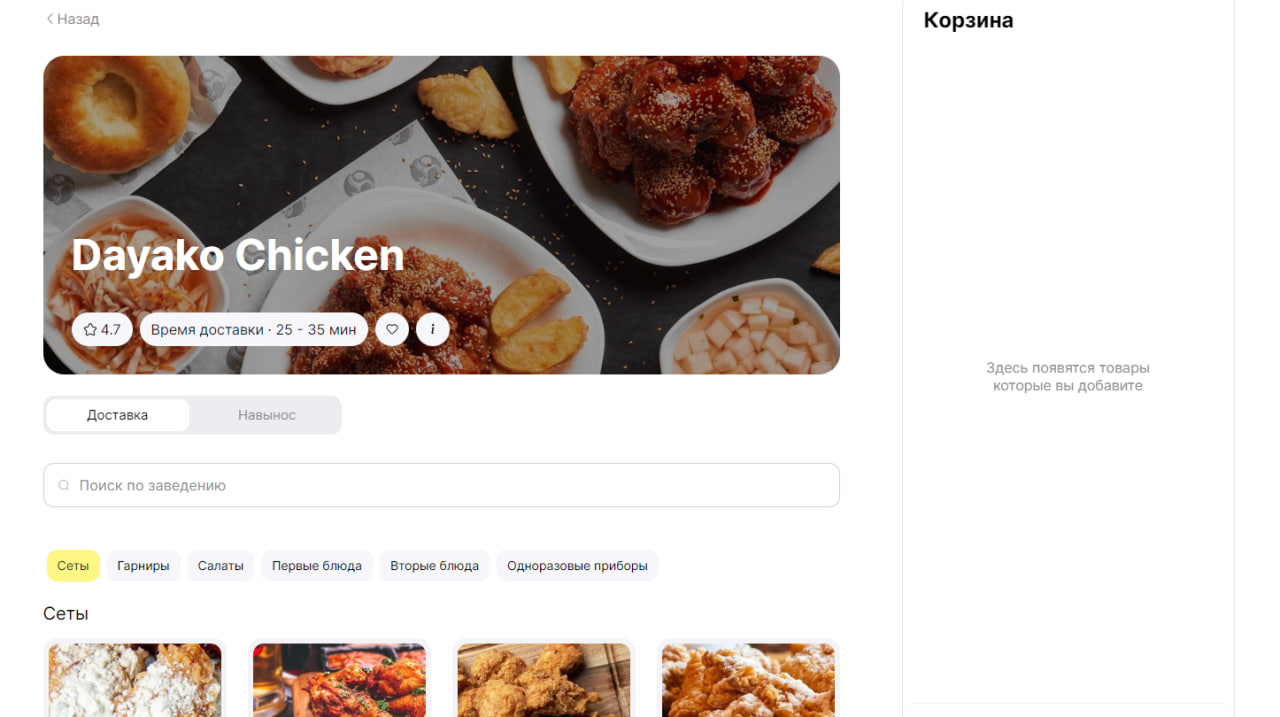 Назад
Корзина
Dayako Chicken
4.7
Время доставки · 25 - 35 мин
i
Доставка
Навынос
Здесь появятся товары
которые вы добавите
Поиск по заведению
Сеты
Гарниры
Салаты
Первые блюда
Вторые блюда
Одноразовые приборы
Сеты